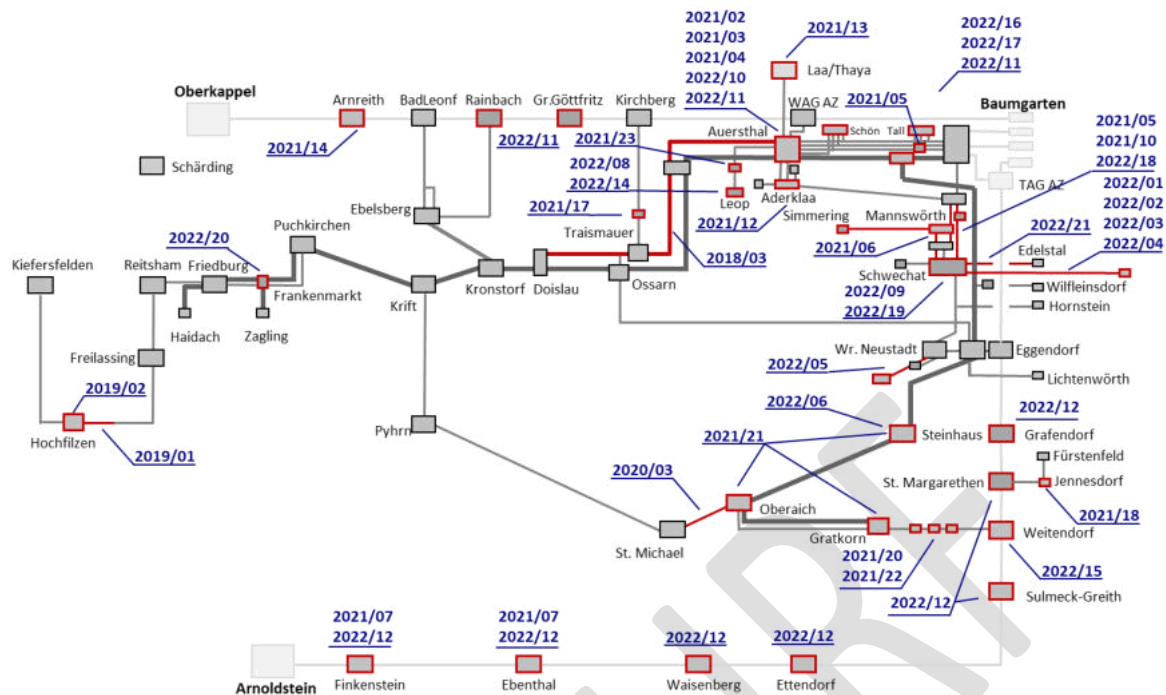 2021/02
2021/03
2021/04
2022/10
2022/11
2021/13
2022/16
2022/17
2022/11
Laa/Thaya
Oberkappel
Arnreith
BadLeonf
Rainbach
Gr.Göttfritz
Kirchberg
WAG AZ
2021/05
Baumgarten
Auersthal
Schön
Tall
2021/14
2022/11
2021/23
2021/05
2021/10
2022/18
2022/01
2022/02
2022/03
2022/04
Schärding
2022/08
2022/14
Leop
Aderklaa
TAG AZ
Ebelsberg
2021/17
2021/12
Simmering
Mannswörth
Puchkirchen
Traismauer
2022/20
2018/03
2021/06
2022/21
Edelstal
Kiefersfelden
Reitsham
Friedburg
Frankenmarkt
Krift
Kronstorf
Doislau
Ossarn
Schwechat
Wilfleinsdorf
2022/09
2022/19
Hornstein
Haidach
Zagling
Freilassing
Wr. Neustadt
Eggendorf
2022/05
Lichtenwörth
2019/02
2022/06
2022/12
Hochfilzen
Pyhrn
Steinhaus
Grafendorf
2019/01
2021/21
Fürstenfeld
2020/03
St. Margarethen
Jennesdorf
Oberaich
2021/18
St. Michael
Gratkorn
Weitendorf
2021/20
2021/22
2022/15
2022/12
Sulmeck-Greith
2021/07
2022/12
2021/07
2022/12
2022/12
2022/12
Arnoldstein
Finkenstein
Ebenthal
Waisenberg
Ettendorf